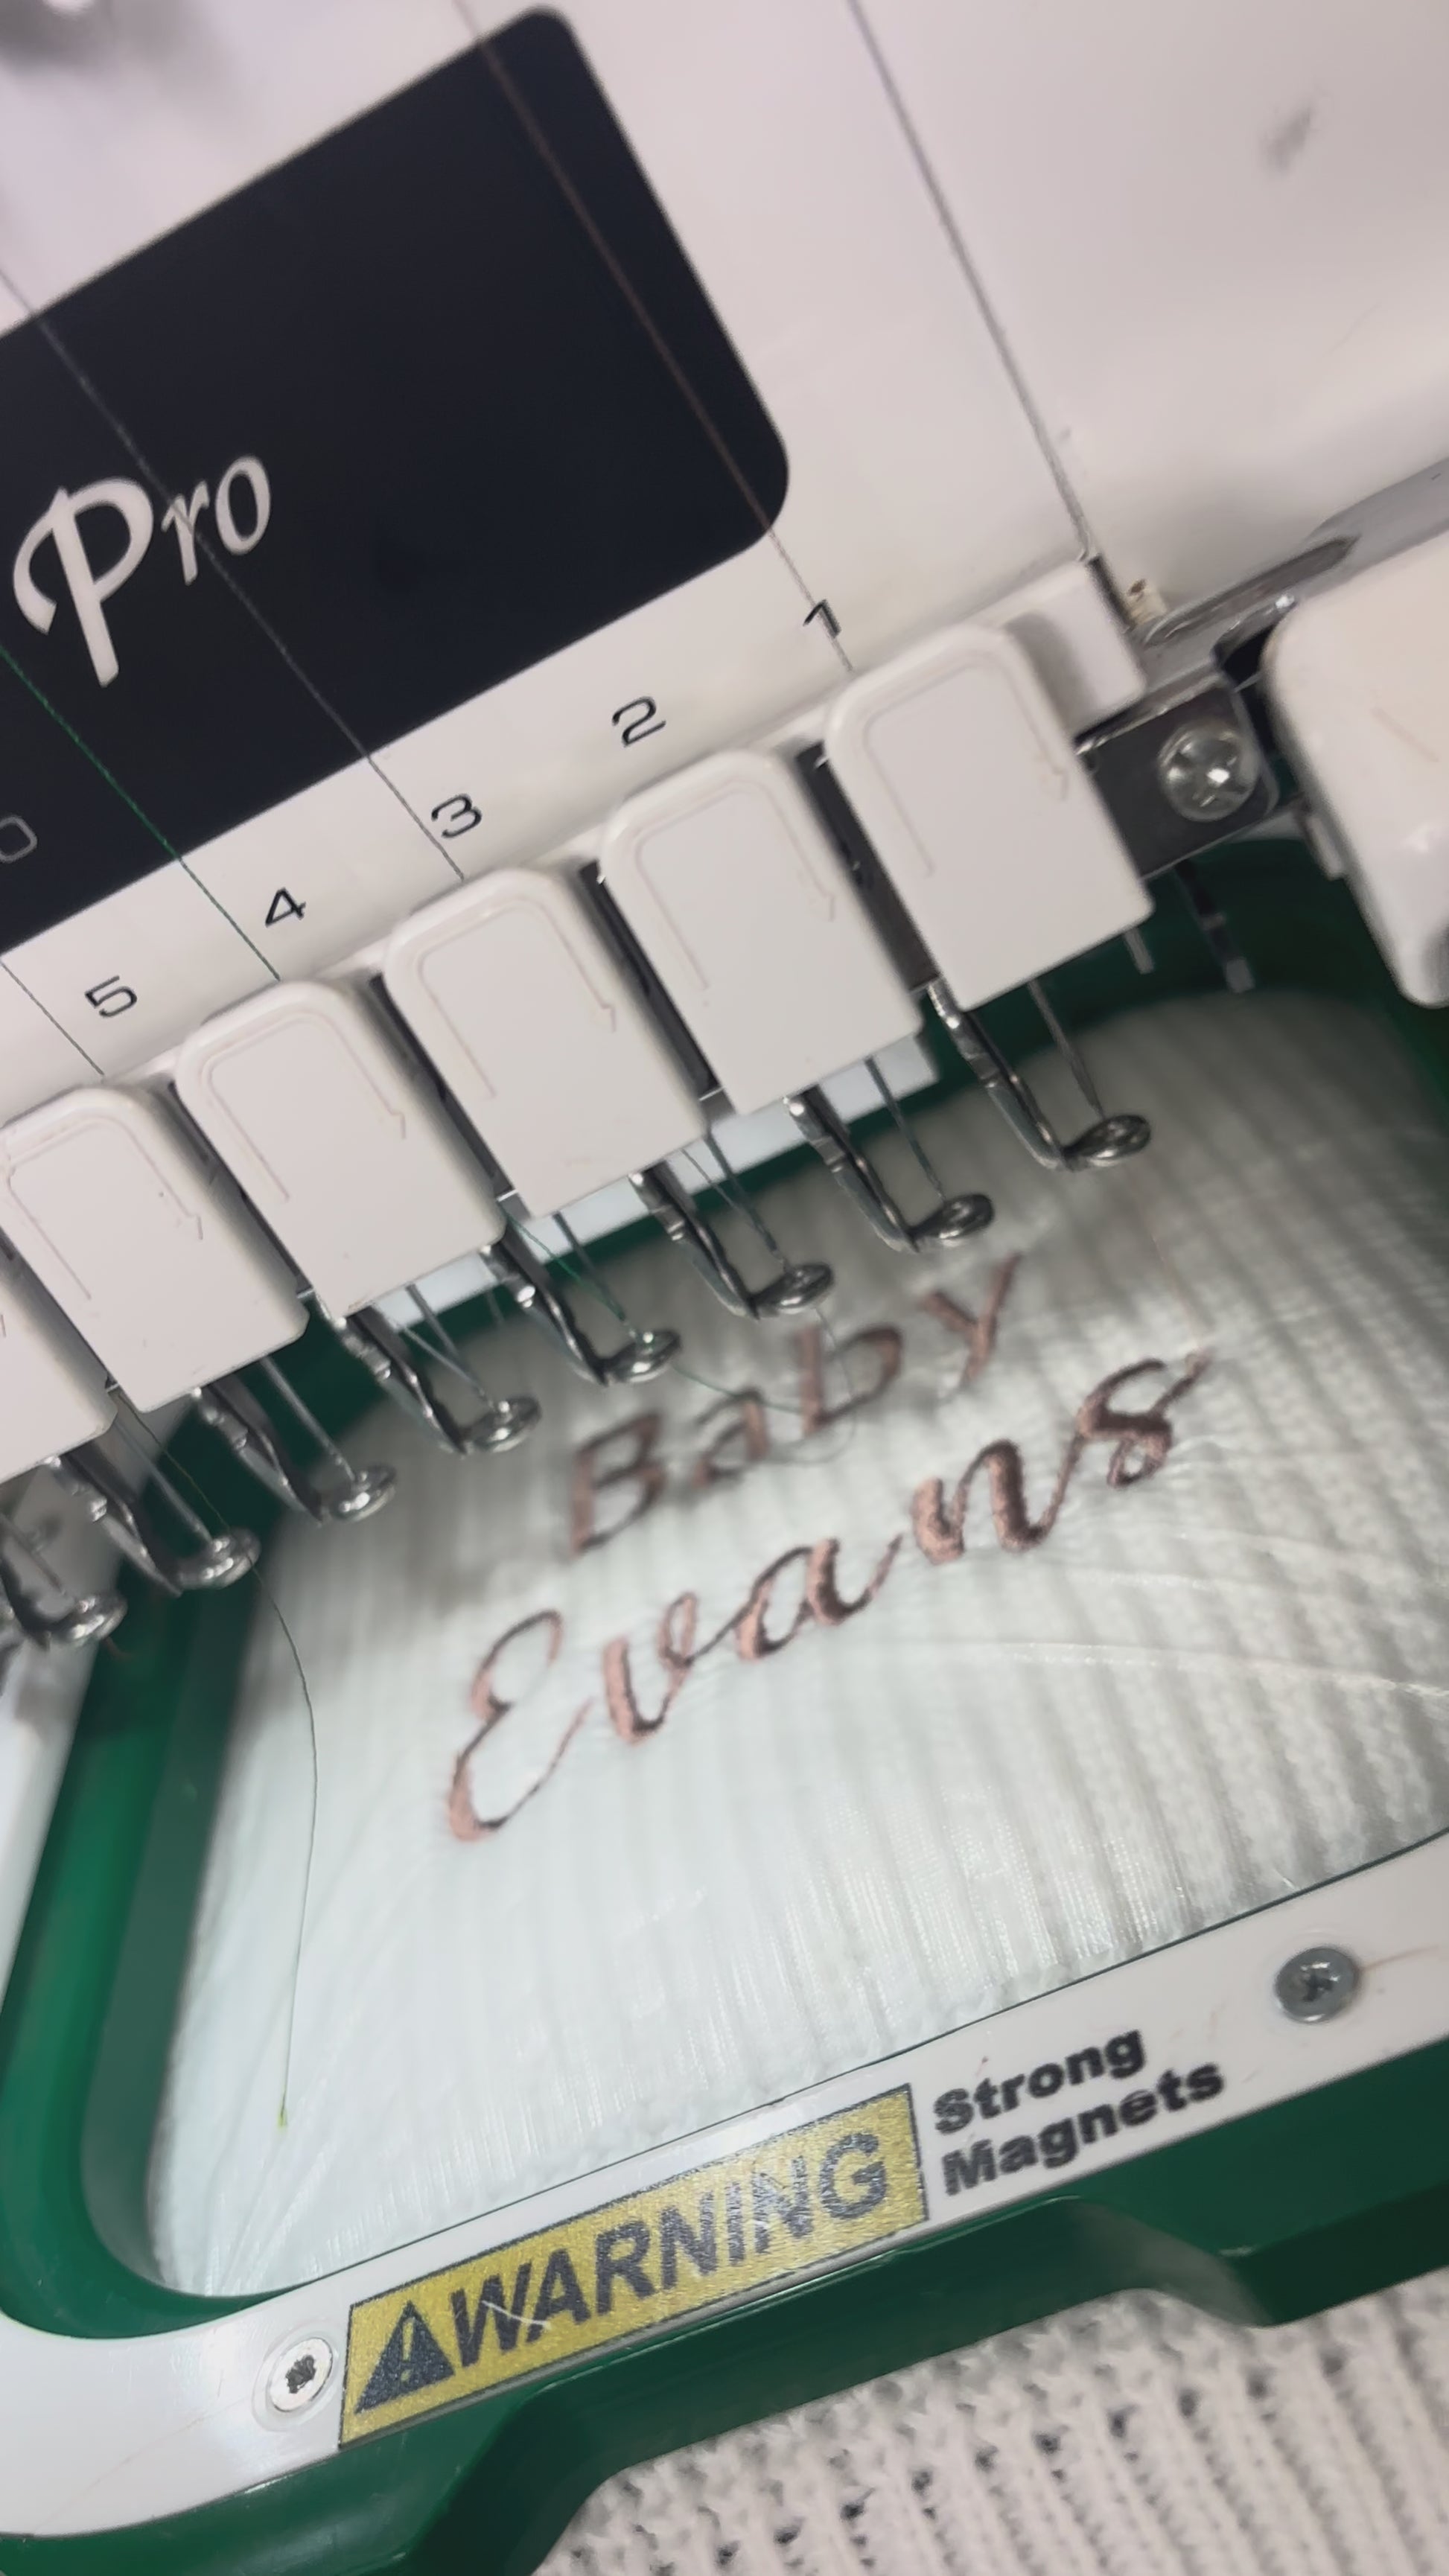 Pro
1
2
3
4
5
Baby
Evans
WARNING
Strong
Magnets